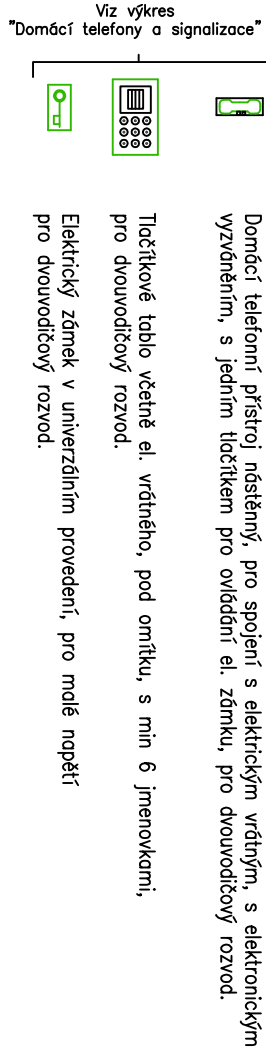 Viz výkres
"Domácí telefony a signalizace"
Domácí telefonní přístroj nástěnný, pro spojení s elektrickým vrátným, s elektronickým
vyzváněním, s jedním tlačítkem pro ovládání el. zámku, pro dvouvodičový rozvod.
Tlačítkové tablo včetně el. vrátného, pod omítku, s min 6 jmenovkami,
pro dvouvodičový rozvod.
Elektrický zámek v univerzálním provedení, pro malé napětí
pro dvouvodičový rozvod.